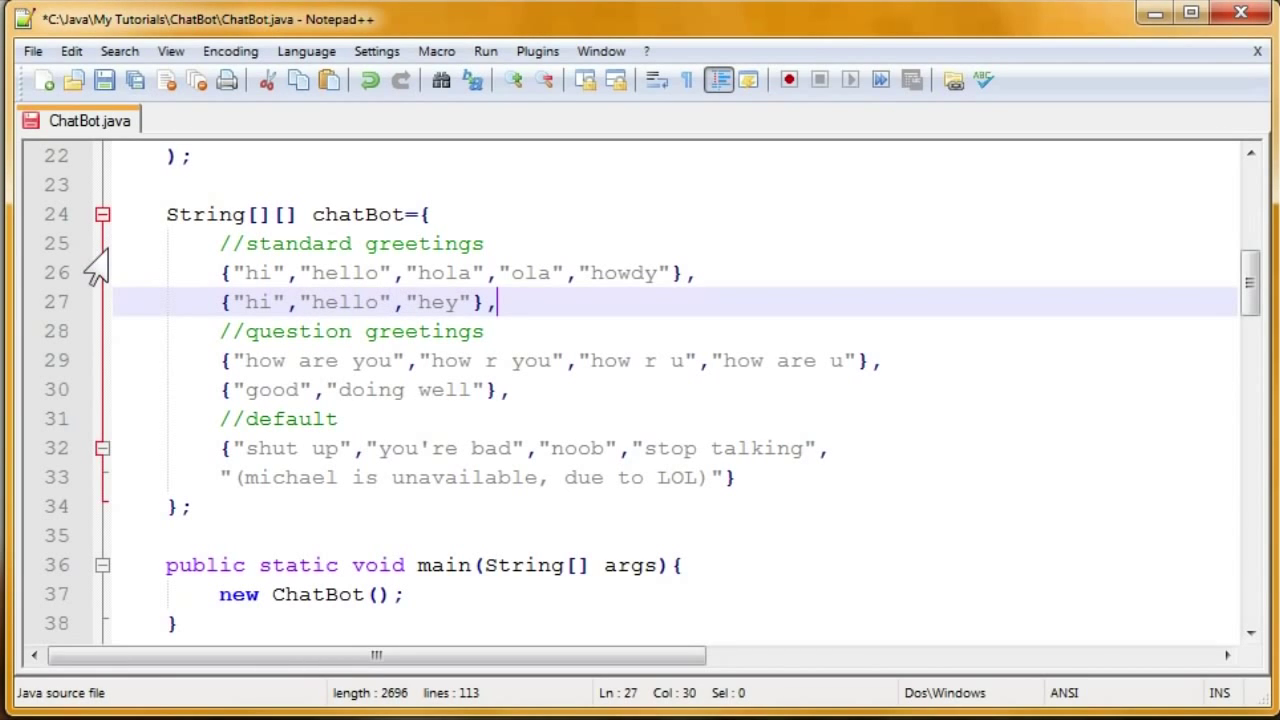 *C:\Java\My Tutorials\ChatBot\ChatBot.java - Notepad++
File Edit Search View Encoding Language Settings Macro Run Plugins Window ? X
ABC
ChatBot.java
22 );
23
24 String[][] chatBot={
25 //standard greetings
26 {"hi","hello","hola","ola","howdy"},
27 {"hi","hello","hey"},
28 //question greetings
29 {"how are you","how r you","how r u","how are u"},
30 {"good","doing well"},
31 //default
32 {"shut up","you're bad","noob","stop talking",
33 "(michael is unavailable, due to LOL)"}
34 };
35
36 public static void main(String[] args){
37 new ChatBot();
38 }
Java source file length : 2696 lines : 113 Ln : 27 Col : 30 Sel : 0 Dos\Windows ANSI INS